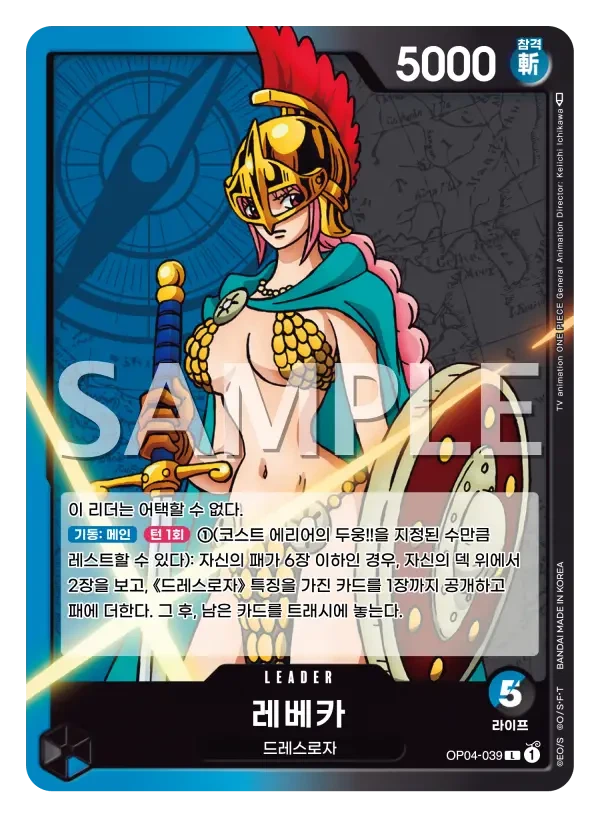 5000
참격
斬
TV animation ONE PIECE General Animation Director: Keiichi Ichikawa
SAMPLE
이 리더는 어택할 수 없다.
기동: 메인 턴 1회 ①(코스트 에리어의 두웅!!을 지정된 수만큼
레스트할 수 있다): 자신의 패가 6장 이하인 경우, 자신의 덱 위에서
2장을 보고, 《드레스로자》 특징을 가진 카드를 1장까지 공개하고
패에 더한다. 그 후, 남은 카드를 트래시에 놓는다.
LEADER
레베카
드레스로자
5
라이프
OP04-039 L 1
©EO/S ©O/S·F·T BANDAI MADE IN KOREA